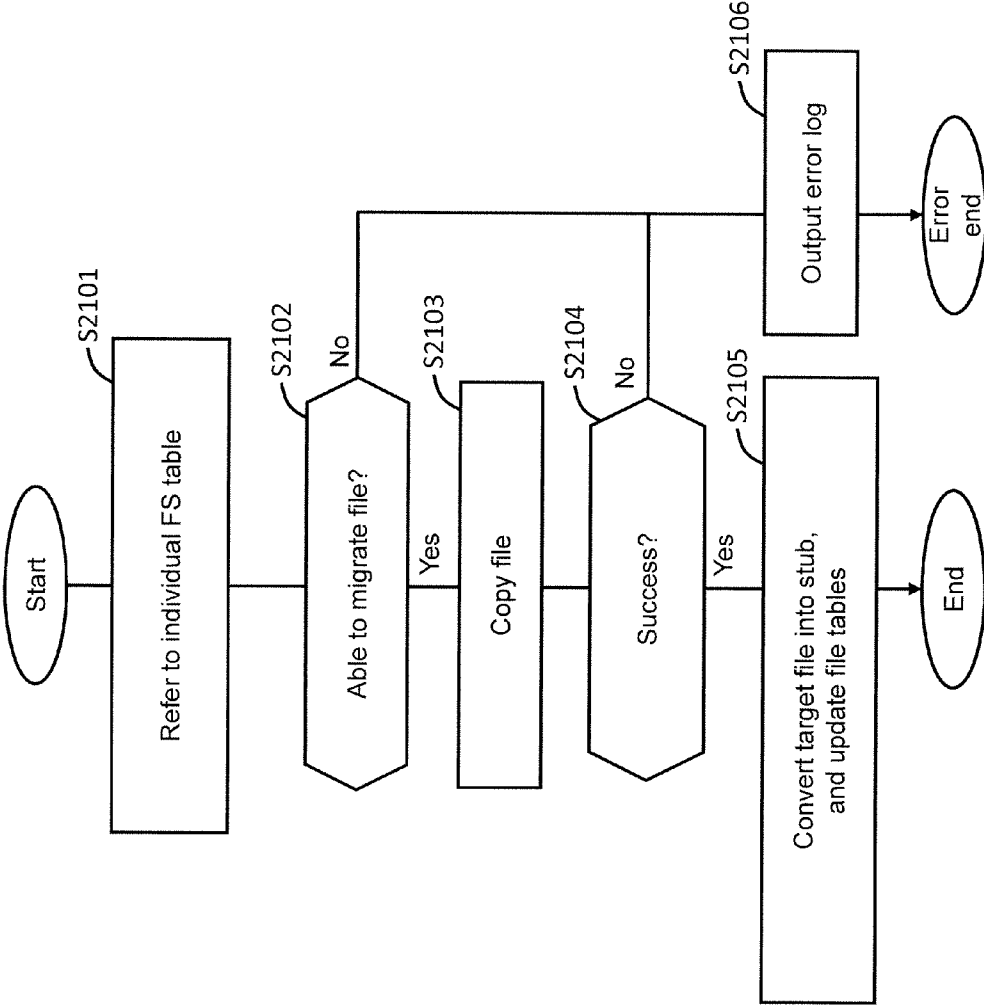 Start
S2101
Refer to individual FS table
S2102
Able to migrate file?
No
Yes
S2103
Copy file
S2104
Success?
No
Yes
S2105
Convert target file into stub,
and update file tables
End
S2106
Output error log
Error
end